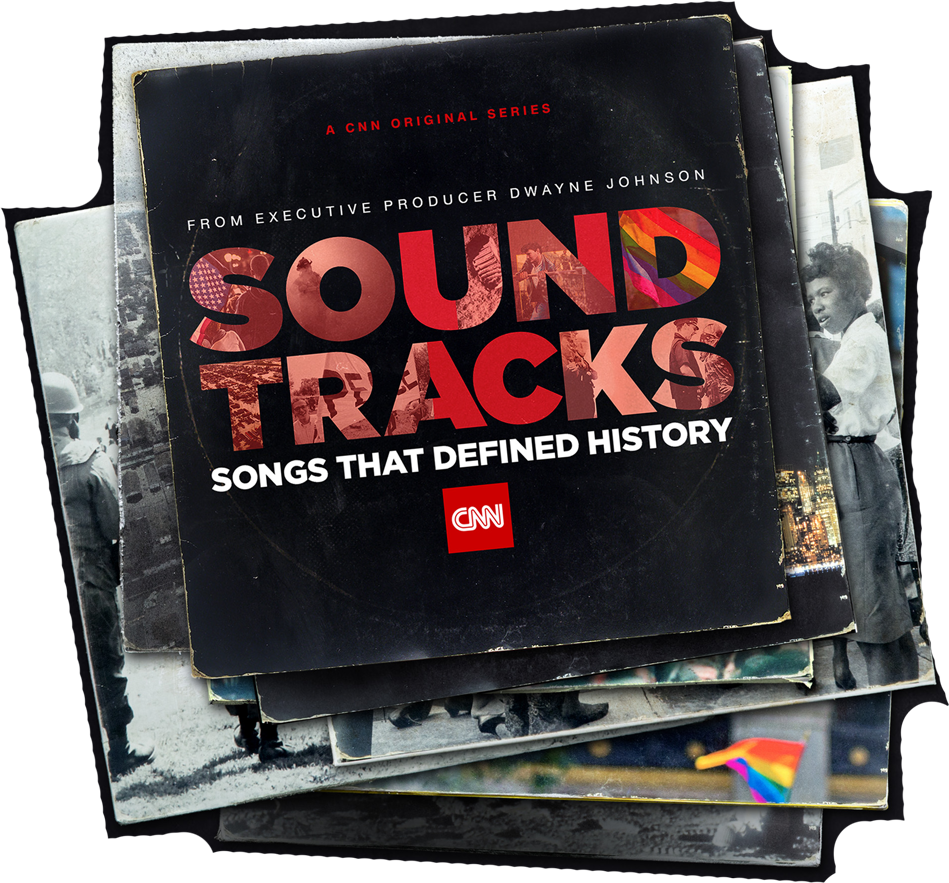 A CNN ORIGINAL SERIES
FROM EXECUTIVE PRODUCER DWAYNE JOHNSON
SOUND
TRACKS
SONGS THAT DEFINED HISTORY
CNN